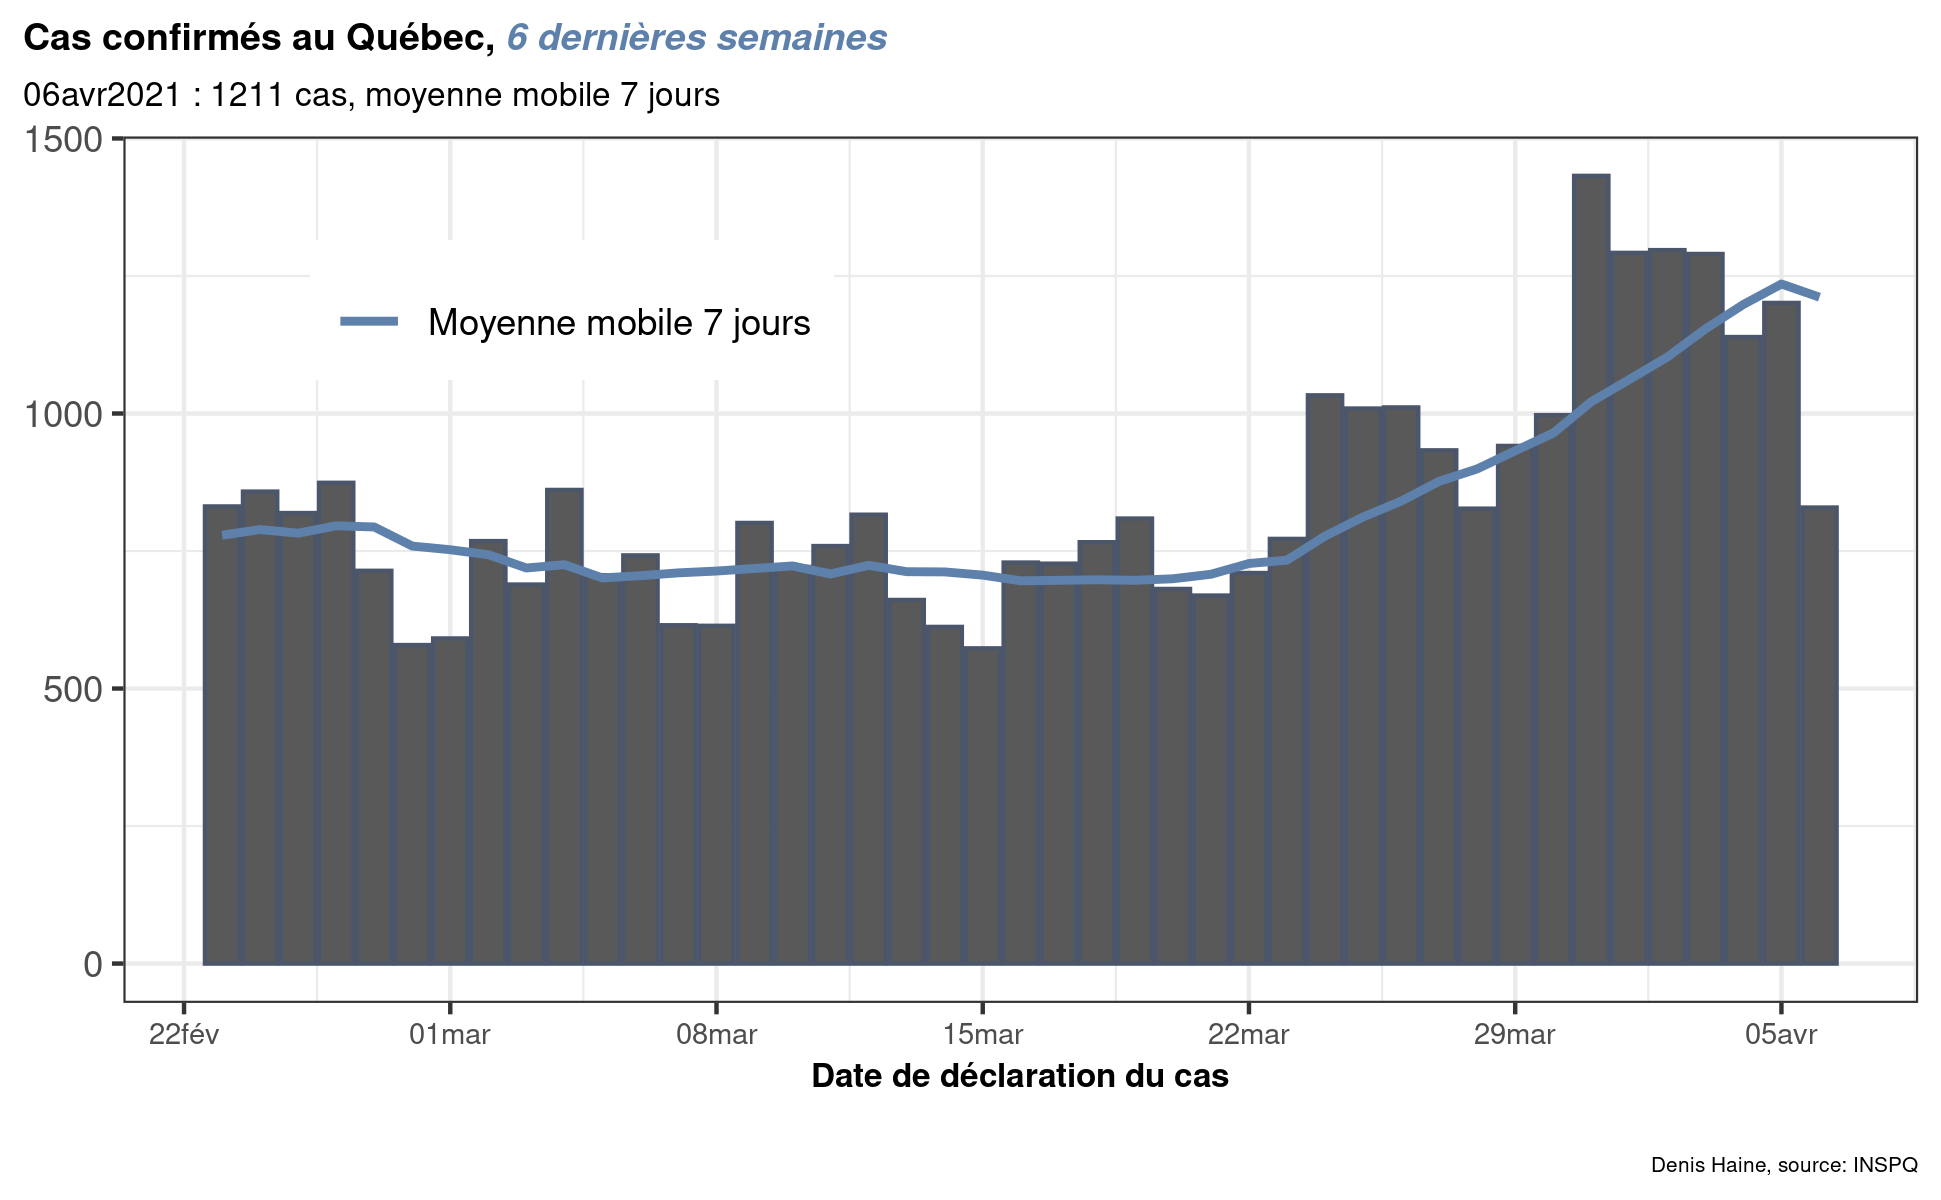 Cas confirmés au Québec, 6 dernières semaines
06avr2021 : 1211 cas, moyenne mobile 7 jours
1500
1000
500
0
Moyenne mobile 7 jours
22fév 01mar 08mar 15mar 22mar 29mar 05avr
Date de déclaration du cas
Denis Haine, source: INSPQ